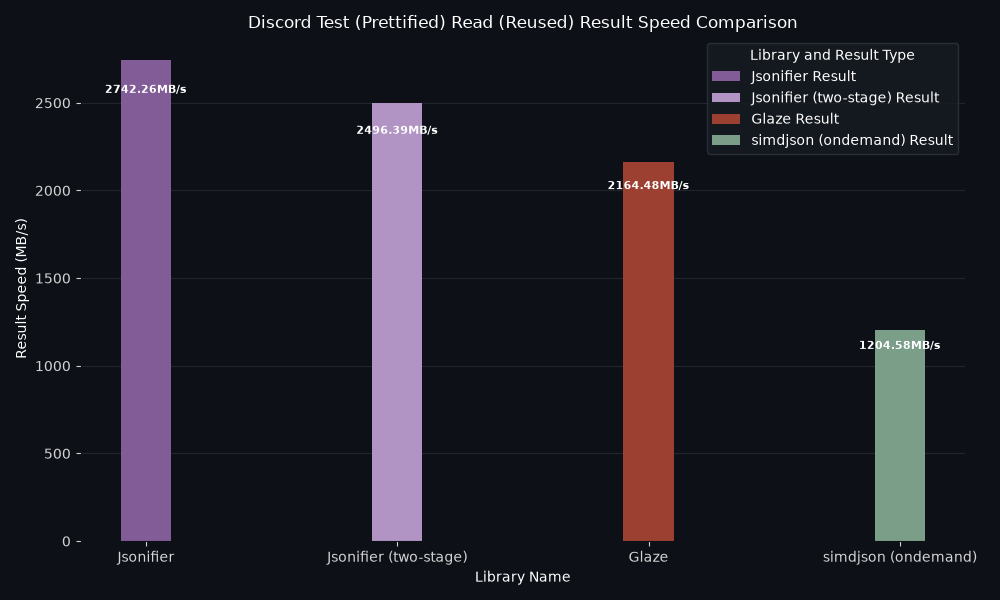 Discord Test (Prettified) Read (Reused) Result Speed Comparison
Library and Result Type
Jsonifier Result
Jsonifier (two-stage) Result
Glaze Result
simdjson (ondemand) Result
2742.26MB/s
2496.39MB/s
2164.48MB/s
1204.58MB/s
Result Speed (MB/s)
2500
2000
1500
1000
500
0
Jsonifier
Jsonifier (two-stage)
Glaze
simdjson (ondemand)
Library Name